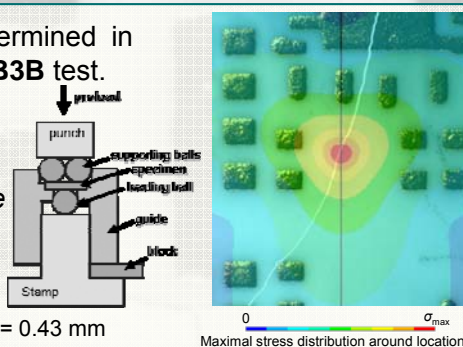 ermined in
B3B test.
preload
punch
supporting balls
specimen
loading ball
e
guide
block
Stamp
= 0.43 mm
0 σmax
Maximal stress distribution around location